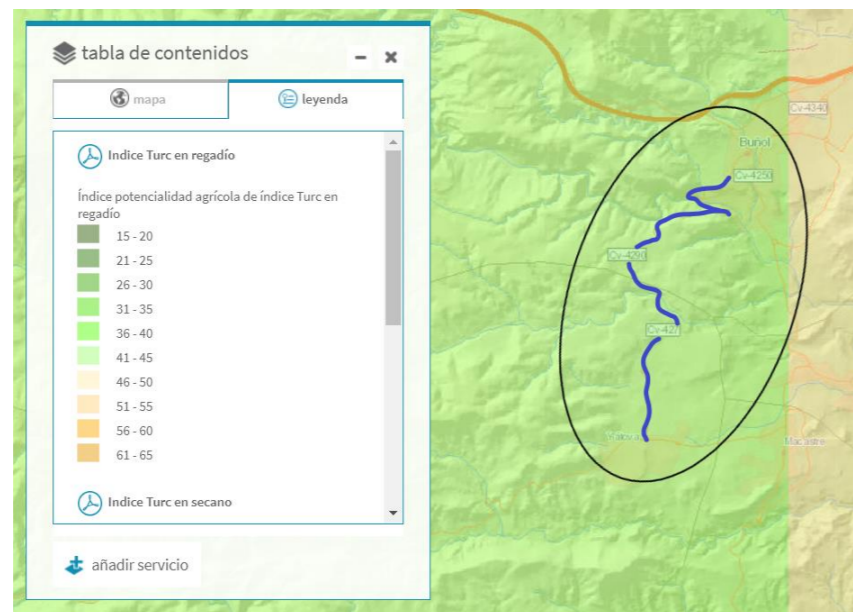 tabla de contenidos
mapa
leyenda
Indice Turc en regadío
Índice potencialidad agrícola de índice Turc en
regadío
15 - 20
21 - 25
26 - 30
31 - 35
36 - 40
41 - 45
46 - 50
51 - 55
56 - 60
61 - 65
Indice Turc en secano
añadir servicio
Cv-4340
Buñol
Cv-4250
Cv-4290
Cv-427
Yátova
Macastre